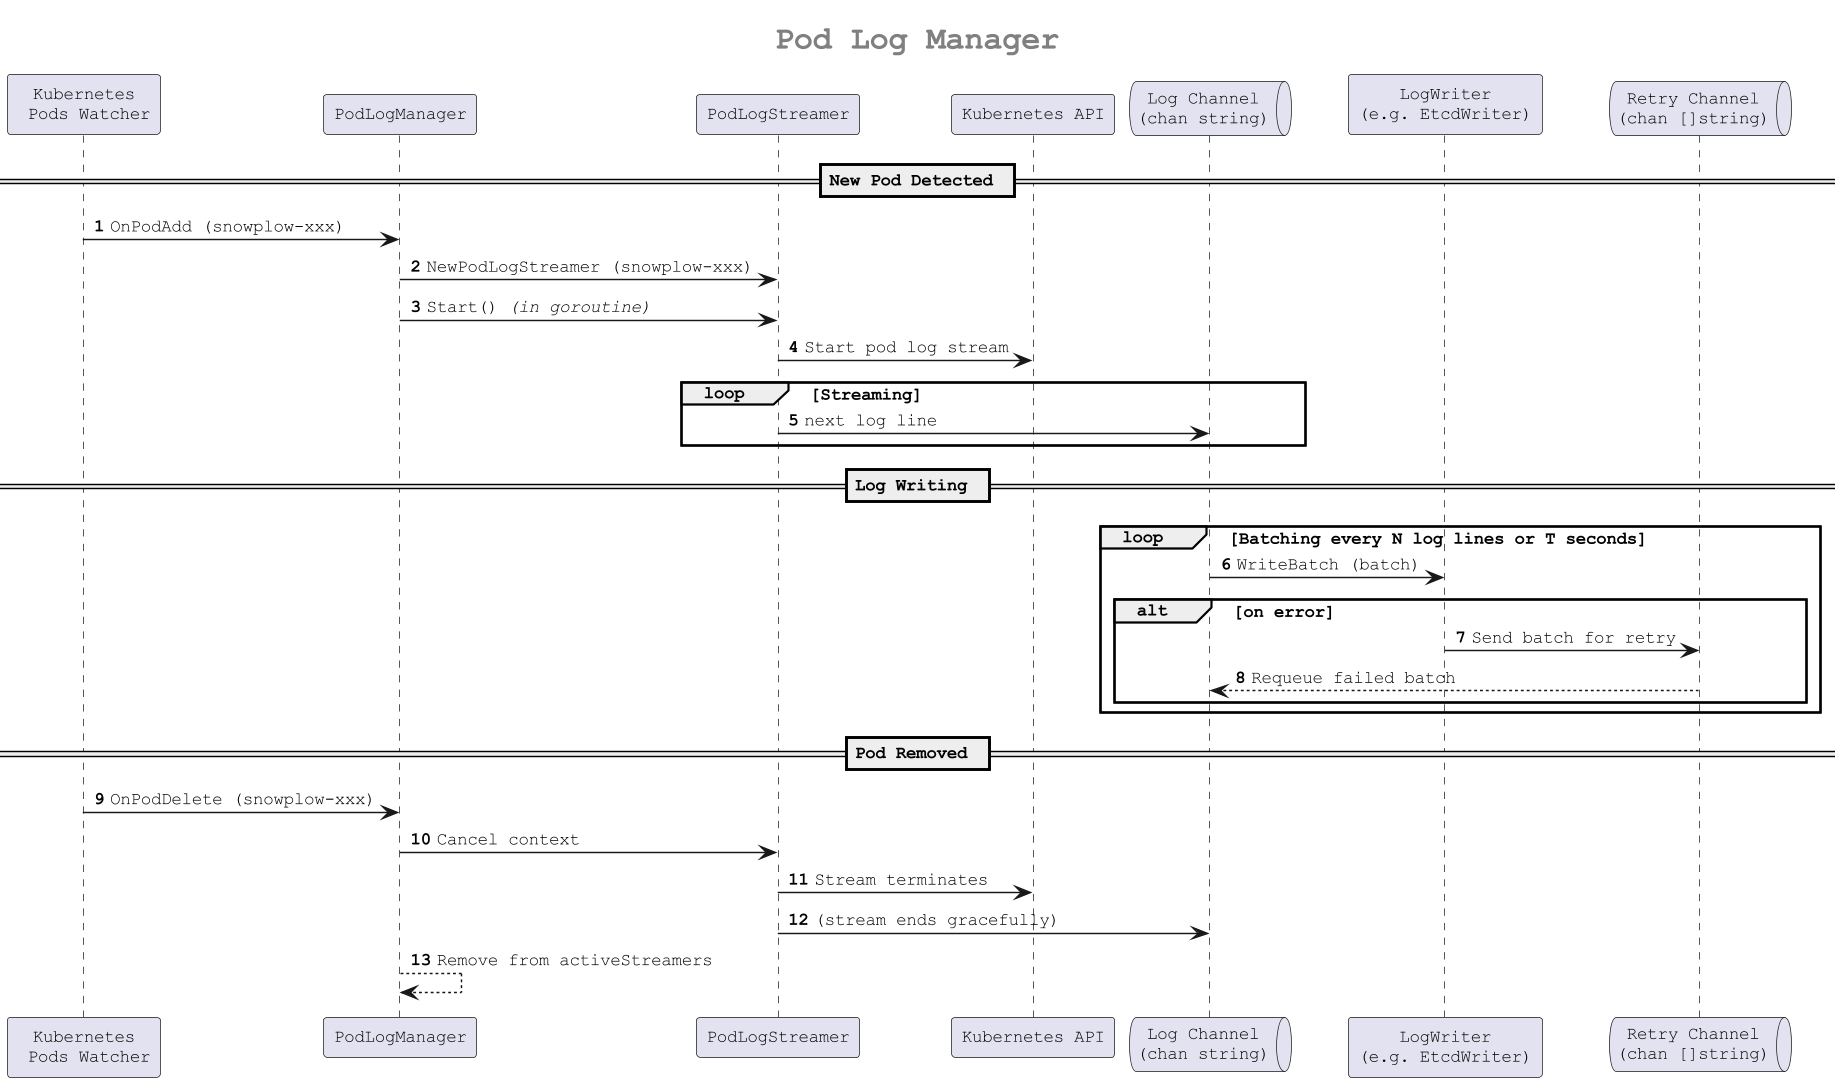 Pod Log Manager
Kubernetes
Pods Watcher
PodLogManager
PodLogStreamer
Kubernetes API
Log Channel
(chan string)
LogWriter
(e.g. EtcdWriter)
Retry Channel
(chan []string)
New Pod Detected
1 OnPodAdd (snowplow-xxx)
2 NewPodLogStreamer (snowplow-xxx)
3 Start() (in goroutine)
4 Start pod log stream
loop [Streaming]
5 next log line
Log Writing
loop [Batching every N log lines or T seconds]
6 WriteBatch (batch)
alt [on error]
7 Send batch for retry
8 Requeue failed batch
Pod Removed
9 OnPodDelete (snowplow-xxx)
10 Cancel context
11 Stream terminates
12 (stream ends gracefully)
13 Remove from activeStreamers
Kubernetes
Pods Watcher
PodLogManager
PodLogStreamer
Kubernetes API
Log Channel
(chan string)
LogWriter
(e.g. EtcdWriter)
Retry Channel
(chan []string)